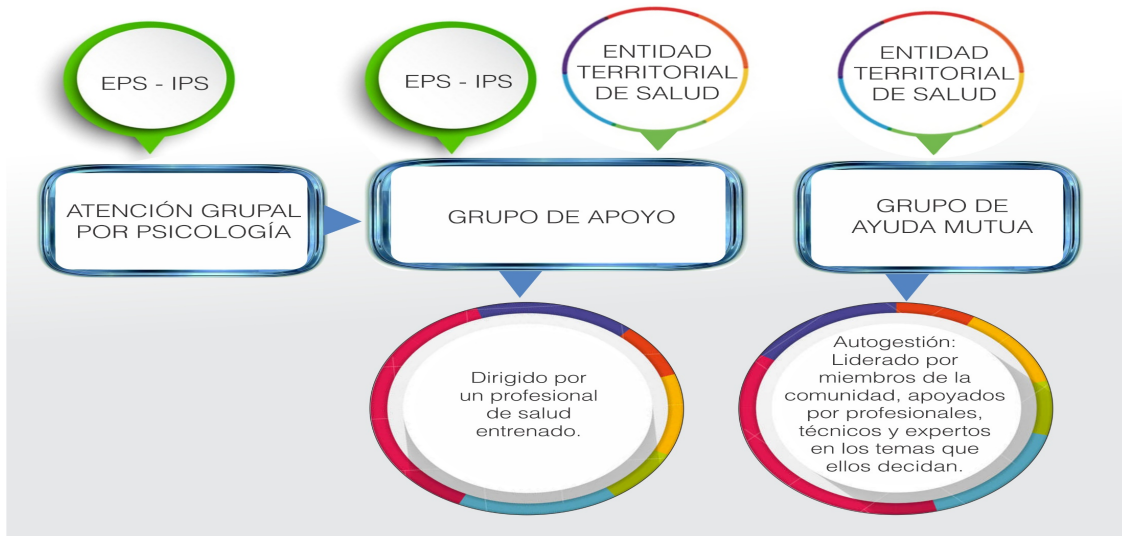 EPS - IPS
EPS - IPS
ENTIDAD
TERRITORIAL
DE SALUD
ENTIDAD
TERRITORIAL
DE SALUD
ATENCIÓN GRUPAL
POR PSICOLOGÍA
GRUPO DE APOYO
GRUPO DE
AYUDA MUTUA
Dirigido por
un profesional
de salud
entrenado.
Autogestión:
Liderado por
miembros de la
comunidad, apoyados
por profesionales,
técnicos y expertos
en los temas que
ellos decidan.